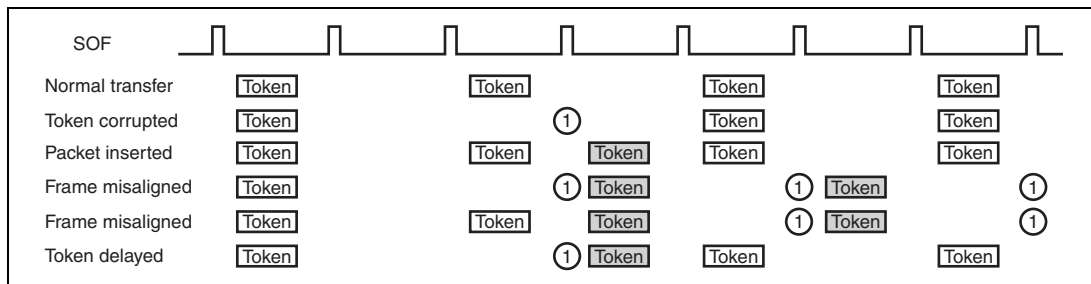 SOF
Normal transfer Token Token Token Token
Token corrupted Token 1 Token Token
Packet inserted Token Token Token Token Token
Frame misaligned Token 1 Token 1 Token 1
Frame misaligned Token Token Token 1 Token 1
Token delayed Token 1 Token Token Token